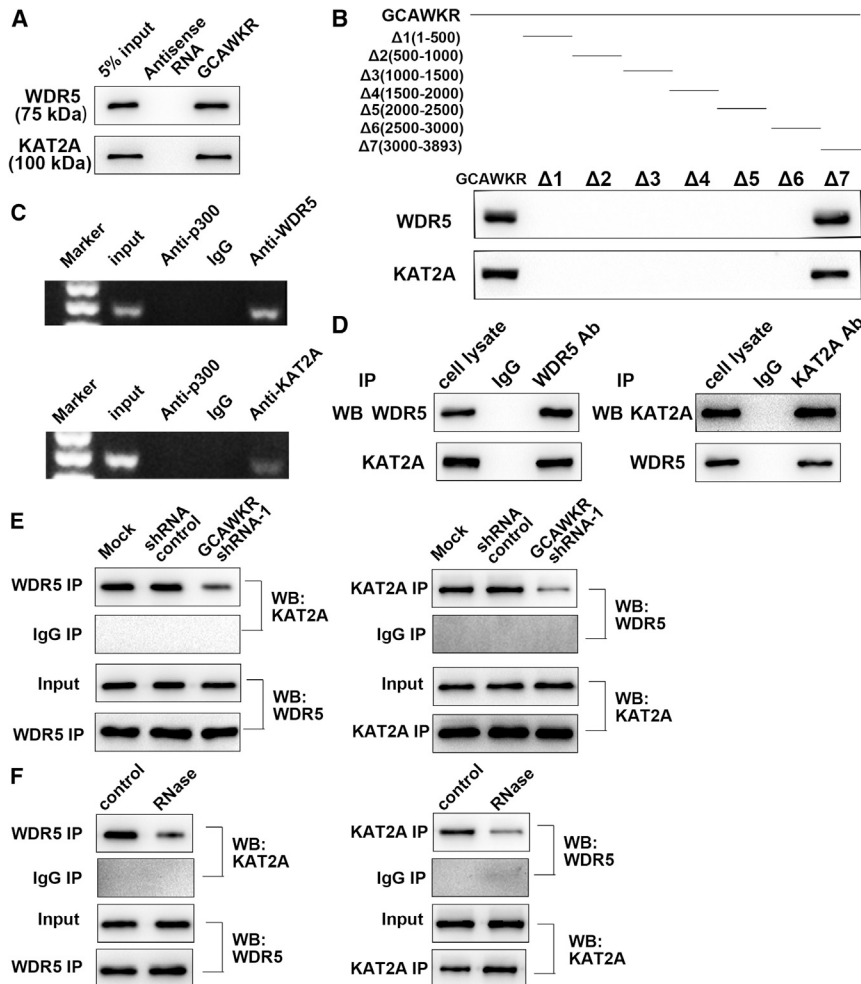 A
5% input
Antisense
RNA
GCAWKR
WDR5
(75 kDa)
KAT2A
(100 kDa)
B
GCAWKR
Δ1(1-500)
Δ2(500-1000)
Δ3(1000-1500)
Δ4(1500-2000)
Δ5(2000-2500)
Δ6(2500-3000)
Δ7(3000-3893)
GCAWKR Δ1 Δ2 Δ3 Δ4 Δ5 Δ6 Δ7
WDR5
KAT2A
C
Marker
input
Anti-p300
IgG
Anti-WDR5
Marker
input
Anti-p300
IgG
Anti-KAT2A
D
IP
cell lysate
IgG
WDR5 Ab
WB WDR5
KAT2A
IP
cell lysate
IgG
KAT2A Ab
WB KAT2A
WDR5
E
Mock
shRNA
control
GCAWKR
shRNA-1
WDR5 IP
IgG IP
WB:
KAT2A
Input
WDR5 IP
WB:
WDR5
Mock
shRNA
control
GCAWKR
shRNA-1
KAT2A IP
IgG IP
WB:
WDR5
Input
KAT2A IP
WB:
KAT2A
F
control
RNase
WDR5 IP
IgG IP
WB:
KAT2A
Input
WDR5 IP
WB:
WDR5
control
RNase
KAT2A IP
IgG IP
WB:
WDR5
Input
KAT2A IP
WB:
KAT2A